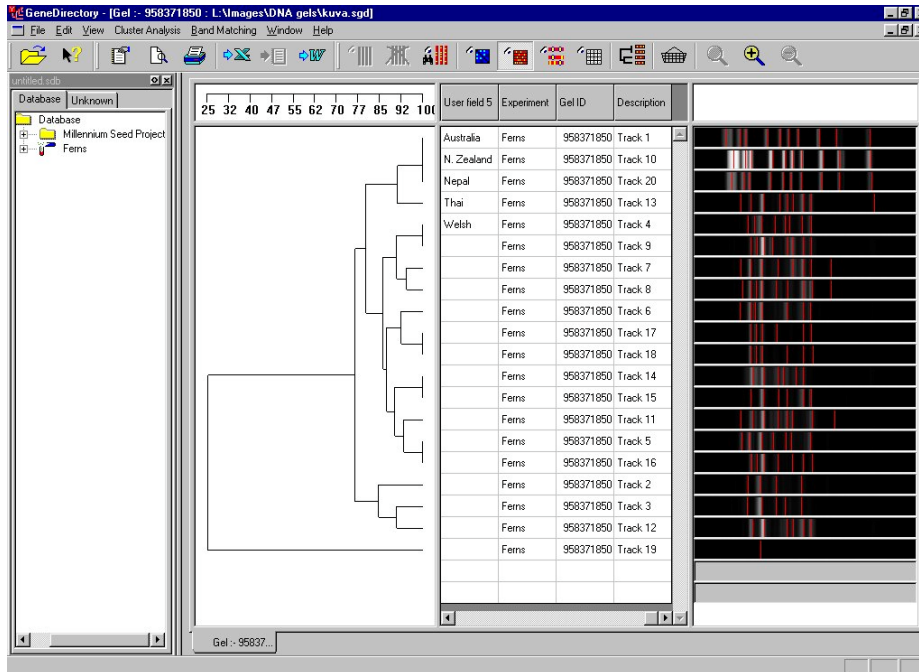 GeneDirectory - [Gel :- 958371850 : L:\Images\DNA gels\kuva.sgd]
File Edit View Cluster Analysis Band Matching Window Help
untitled.sdb
Database Unknown
Database
Millennium Seed Project
Ferns
25 32 40 47 55 62 70 77 85 92 100
User field 5 Experiment Gel ID Description
Australia Ferns 958371850 Track 1
N. Zealand Ferns 958371850 Track 10
Nepal Ferns 958371850 Track 20
Thai Ferns 958371850 Track 13
Welsh Ferns 958371850 Track 4
Ferns 958371850 Track 9
Ferns 958371850 Track 7
Ferns 958371850 Track 8
Ferns 958371850 Track 6
Ferns 958371850 Track 17
Ferns 958371850 Track 18
Ferns 958371850 Track 14
Ferns 958371850 Track 15
Ferns 958371850 Track 11
Ferns 958371850 Track 5
Ferns 958371850 Track 16
Ferns 958371850 Track 2
Ferns 958371850 Track 3
Ferns 958371850 Track 12
Ferns 958371850 Track 19
Gel :- 95837...